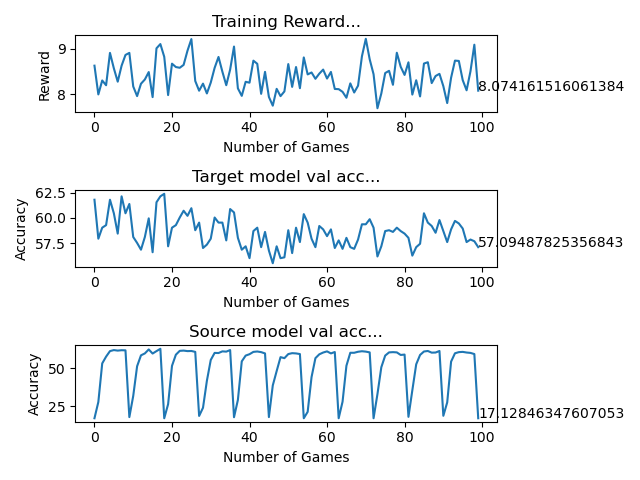 Training Reward...
9
8
Reward
8.074161516061384
0 20 40 60 80 100
Number of Games
Target model val acc...
62.5
60.0
57.5
Accuracy
57.09487825356843
0 20 40 60 80 100
Number of Games
Source model val acc...
50
25
Accuracy
17.12846347607053
0 20 40 60 80 100
Number of Games